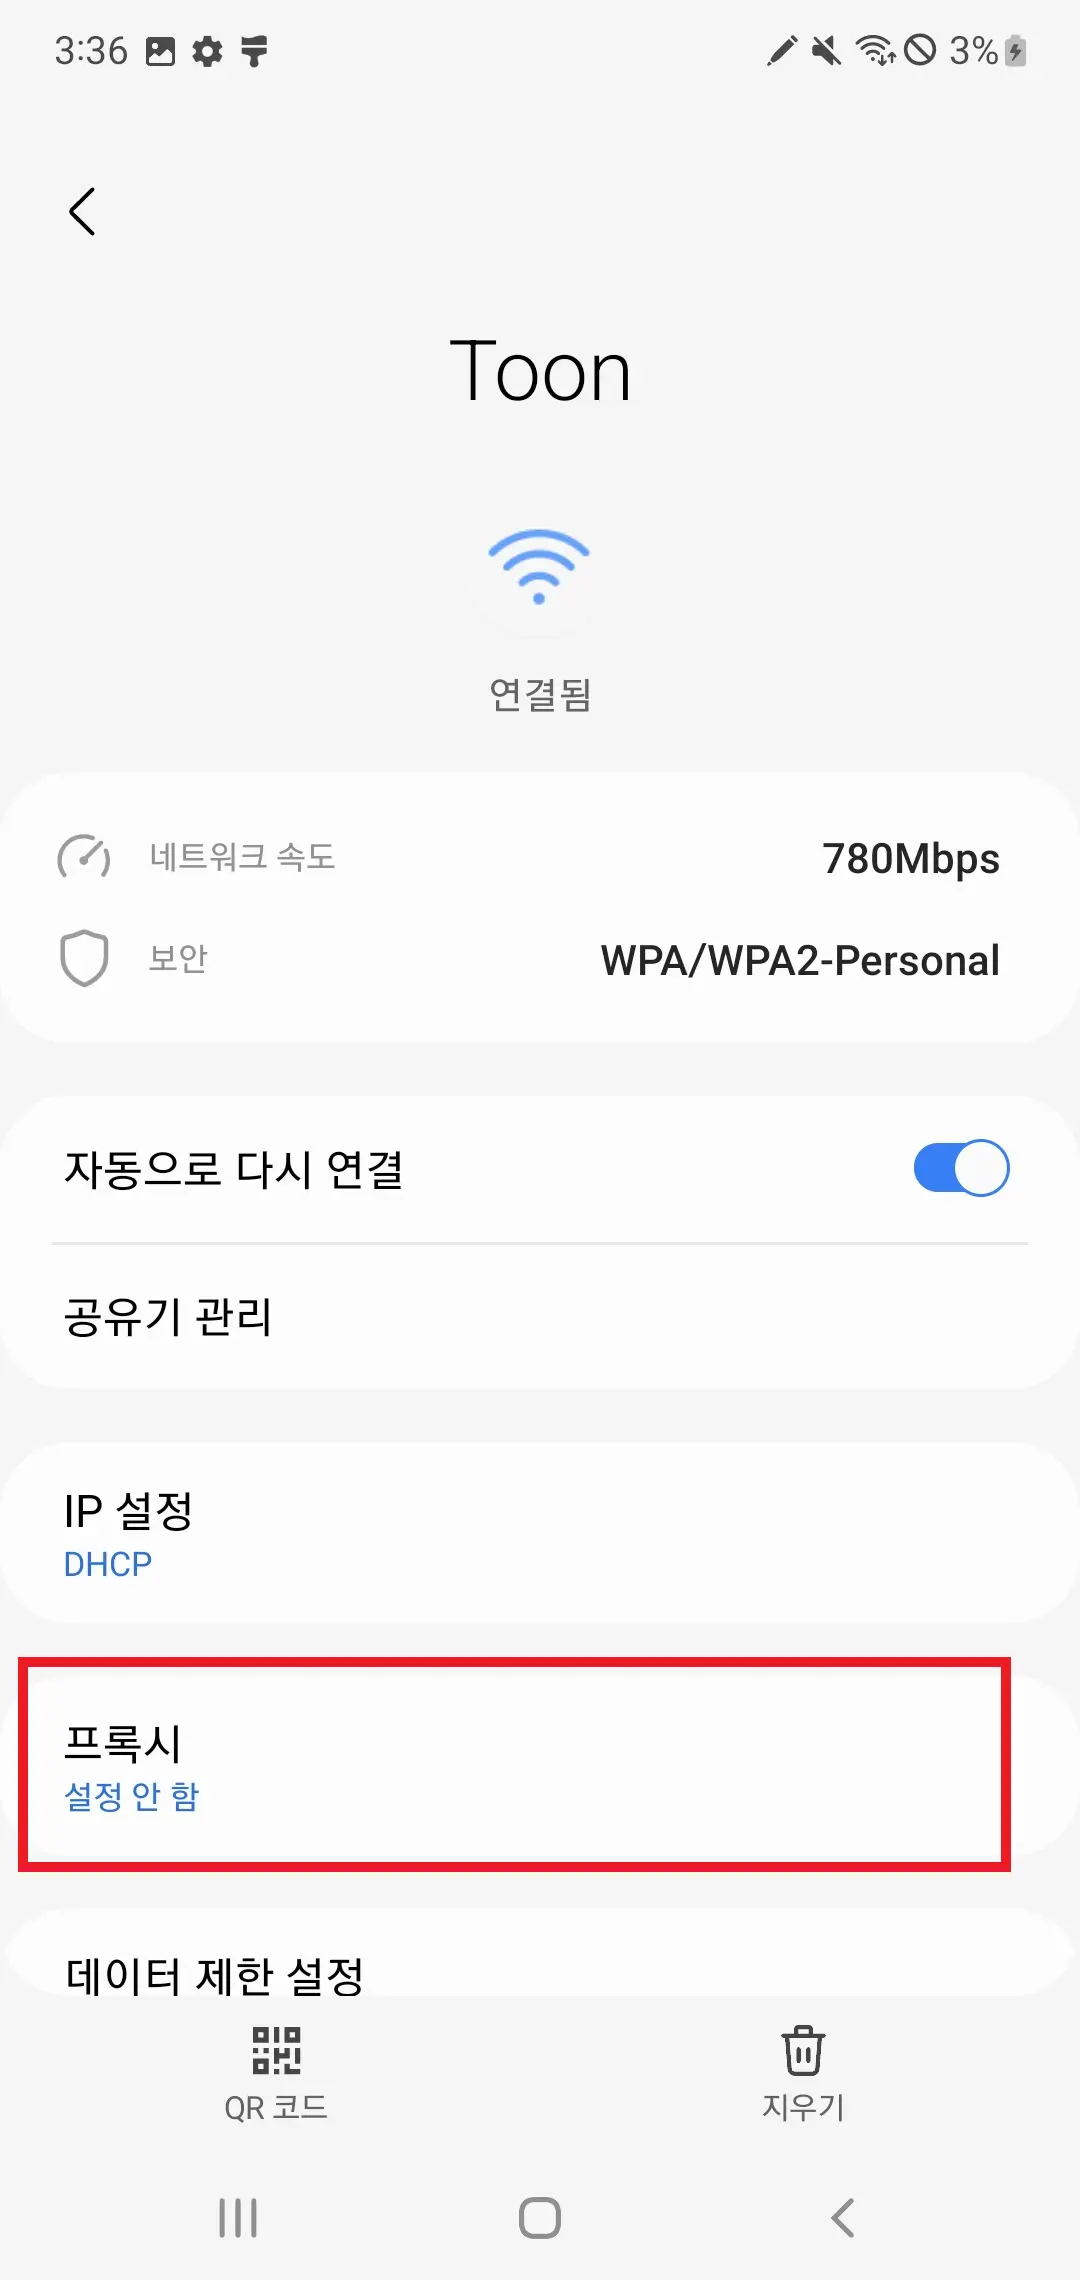 3:36
3%
Toon
연결됨
네트워크 속도
780Mbps
보안
WPA/WPA2-Personal
자동으로 다시 연결
공유기 관리
IP 설정
DHCP
프록시
설정 안 함
데이터 제한 설정
QR 코드
지우기